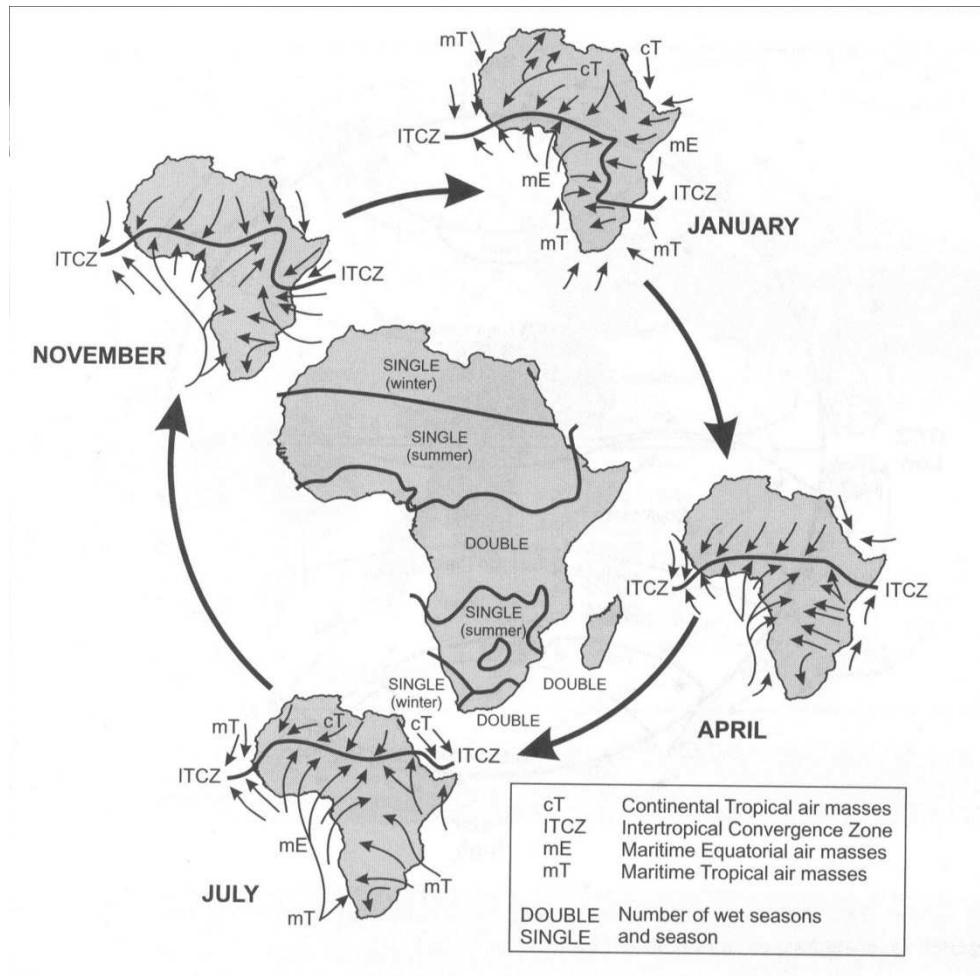 mT
cT
cT
ITCZ
mE
mE
ITCZ
mT
mT
JANUARY
ITCZ
ITCZ
NOVEMBER
SINGLE
(winter)
SINGLE
(summer)
DOUBLE
SINGLE
(summer)
SINGLE
(winter)
DOUBLE
DOUBLE
ITCZ
ITCZ
APRIL
mT
cT
cT
ITCZ
ITCZ
mE
mT
mT
JULY
cT Continental Tropical air masses
ITCZ Intertropical Convergence Zone
mE Maritime Equatorial air masses
mT Maritime Tropical air masses
DOUBLE Number of wet seasons
SINGLE and season